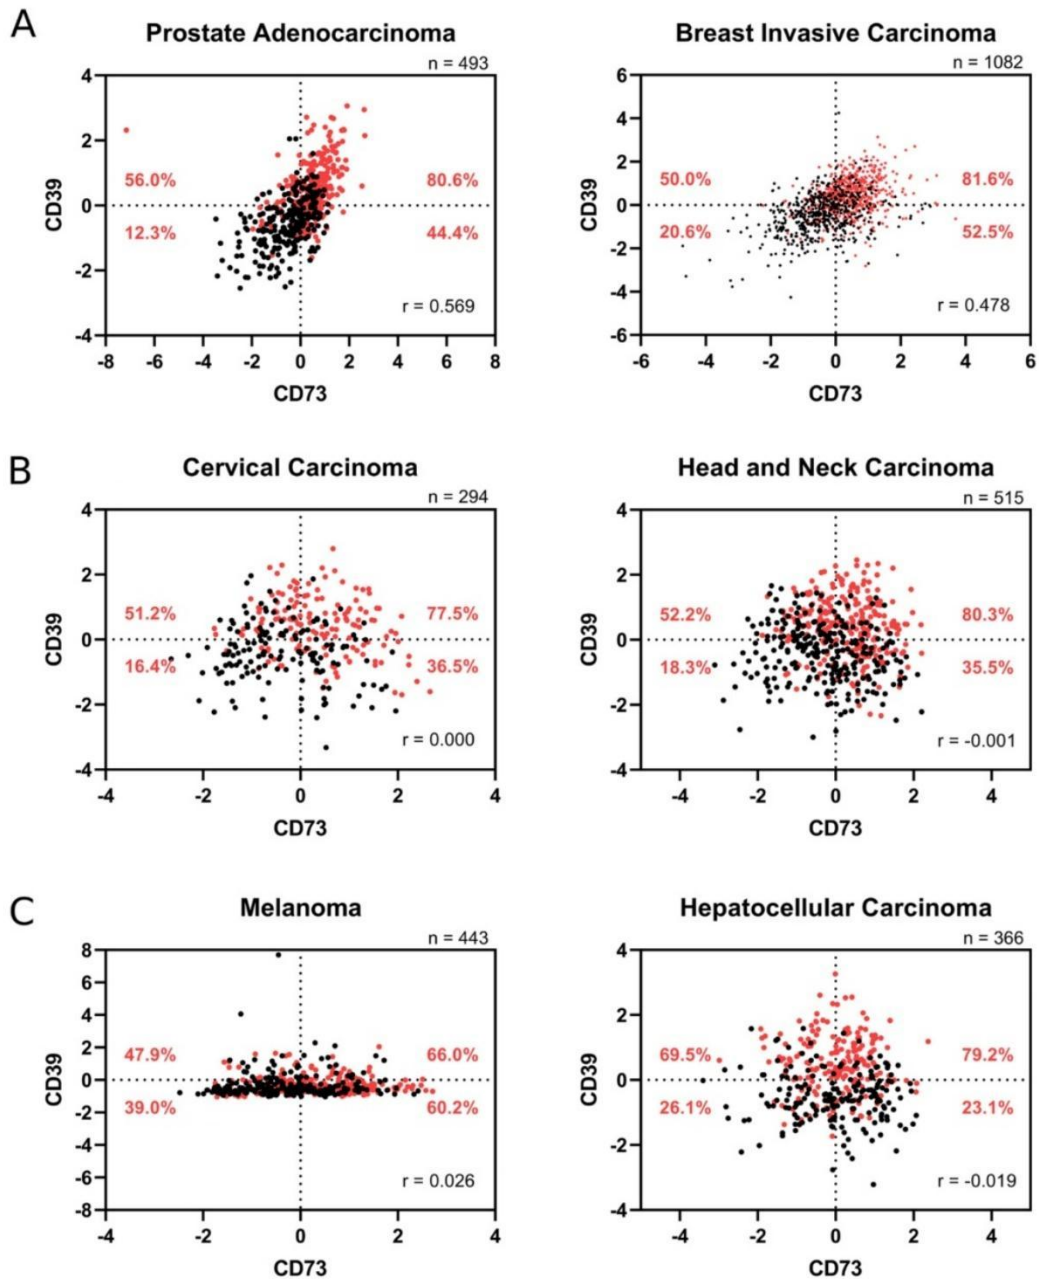 A
Prostate Adenocarcinoma
n = 493
4
2
0
-2
-4
CD39
56.0%
80.6%
12.3%
44.4%
r = 0.569
-8 -6 -4 -2 0 2 4 6 8
CD73
Breast Invasive Carcinoma
n = 1082
6
4
2
0
-2
-4
-6
CD39
50.0%
81.6%
20.6%
52.5%
r = 0.478
-6 -4 -2 0 2 4 6
CD73
B
Cervical Carcinoma
n = 294
4
2
0
-2
-4
CD39
51.2%
77.5%
16.4%
36.5%
r = 0.000
-4 -2 0 2 4
CD73
Head and Neck Carcinoma
n = 515
4
2
0
-2
-4
CD39
52.2%
80.3%
18.3%
35.5%
r = -0.001
-4 -2 0 2 4
CD73
C
Melanoma
n = 443
8
6
4
2
0
-2
-4
-6
-8
CD39
47.9%
66.0%
39.0%
60.2%
r = 0.026
-4 -2 0 2 4
CD73
Hepatocellular Carcinoma
n = 366
4
2
0
-2
-4
CD39
69.5%
79.2%
26.1%
23.1%
r = -0.019
-4 -2 0 2 4
CD73